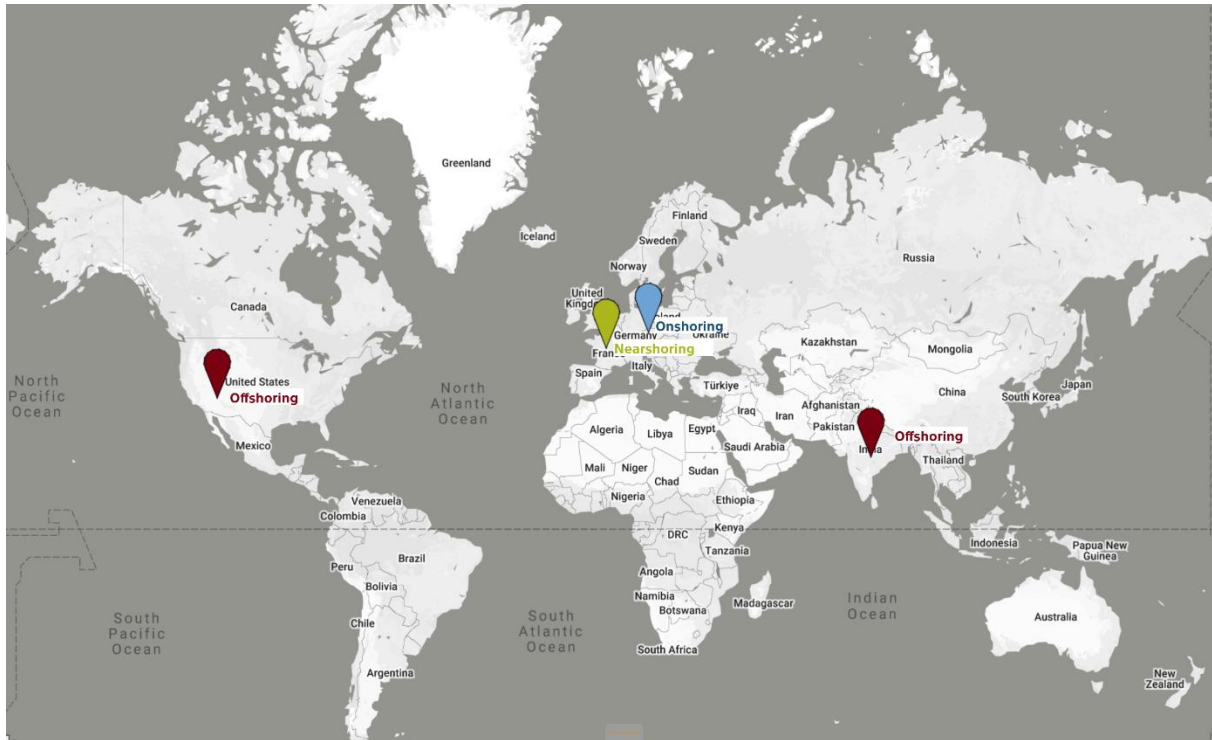 Greenland
Iceland
Finland
Sweden
Norway
Russia
Canada
United
Kingdom
Onshoring
Germany
Ukraine
Nearshoring
France
Kazakhstan
Mongolia
Italy
Spain
Türkiye
North
Pacific
Ocean
United States
Offshoring
North
Atlantic
Ocean
China
Japan
South Korea
Iraq
Iran
Afghanistan
Pakistan
Mexico
Algeria
Libya
Egypt
Saudi Arabia
Offshoring
India
Thailand
Mali
Niger
Chad
Sudan
Nigeria
Ethiopia
Venezuela
Colombia
DRC
Kenya
Tanzania
Indonesia
Papua New
Guinea
Peru
Brazil
Bolivia
Angola
Namibia
Botswana
Madagascar
Indian
Ocean
Australia
South
Pacific
Ocean
Chile
South
Atlantic
Ocean
South Africa
Argentina
New
Zealand